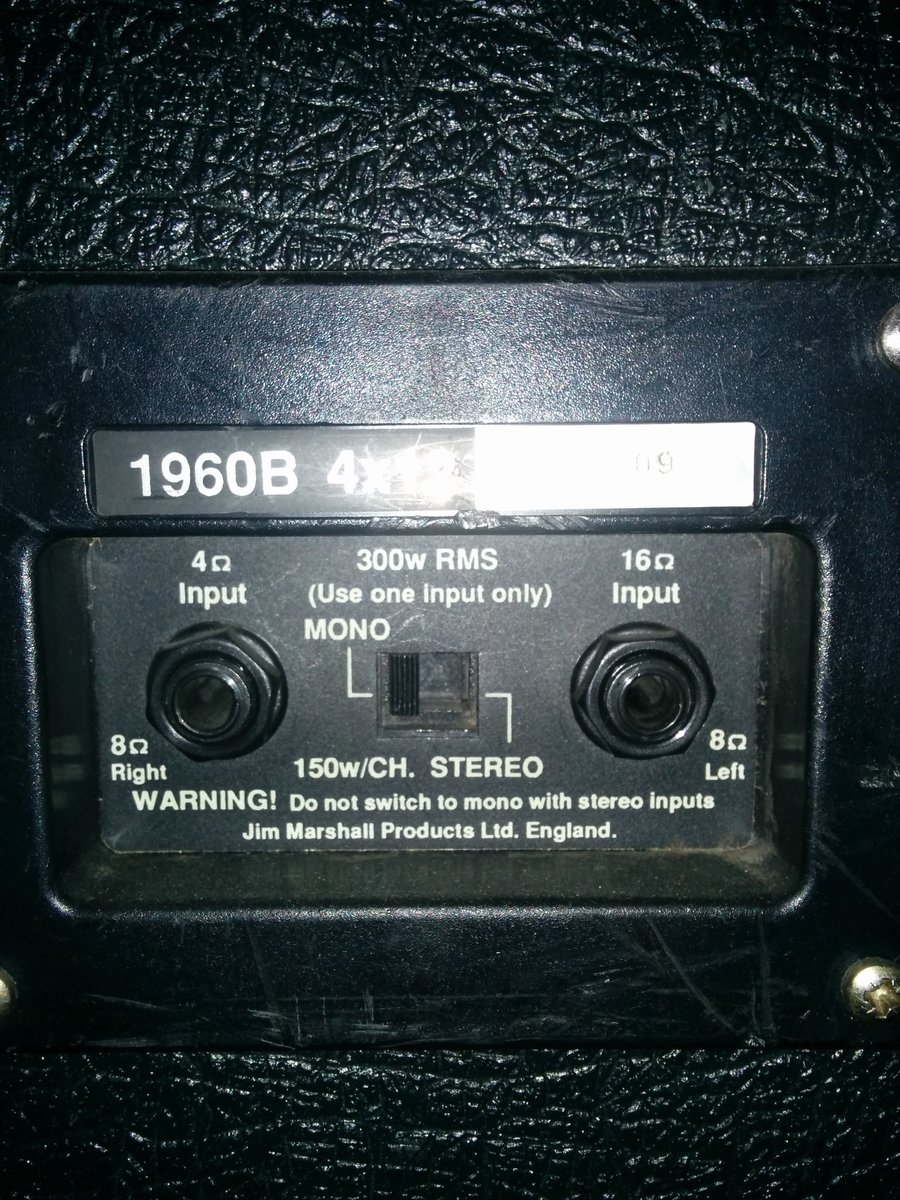 1960B 4x12
09
4Ω 300w RMS 16Ω
Input (Use one input only) Input
MONO
8Ω 8Ω
Right 150w/CH. STEREO Left
WARNING! Do not switch to mono with stereo inputs
Jim Marshall Products Ltd. England.